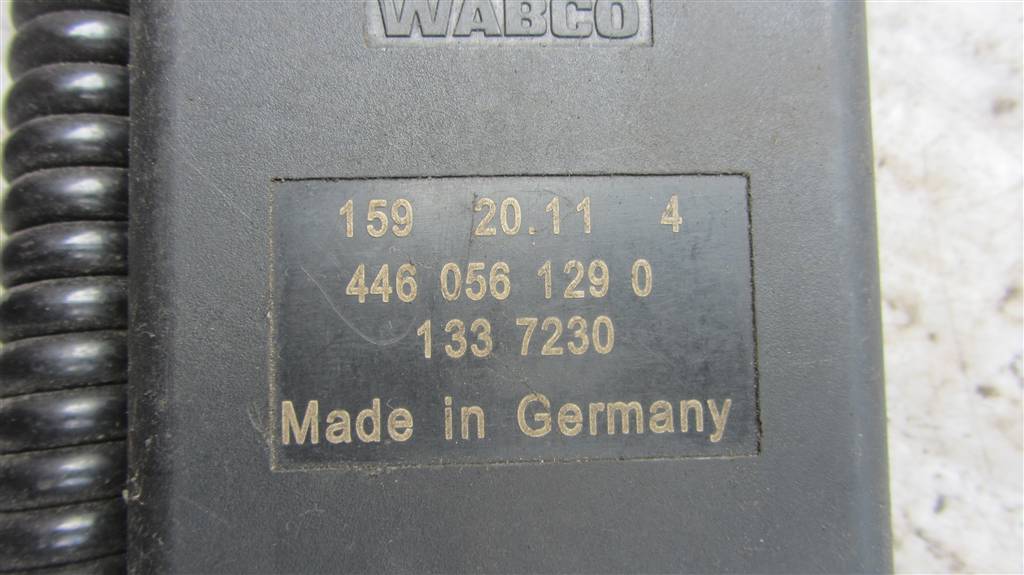 WABCO
159 20.11 4
446 056 129 0
133 7230
Made in Germany